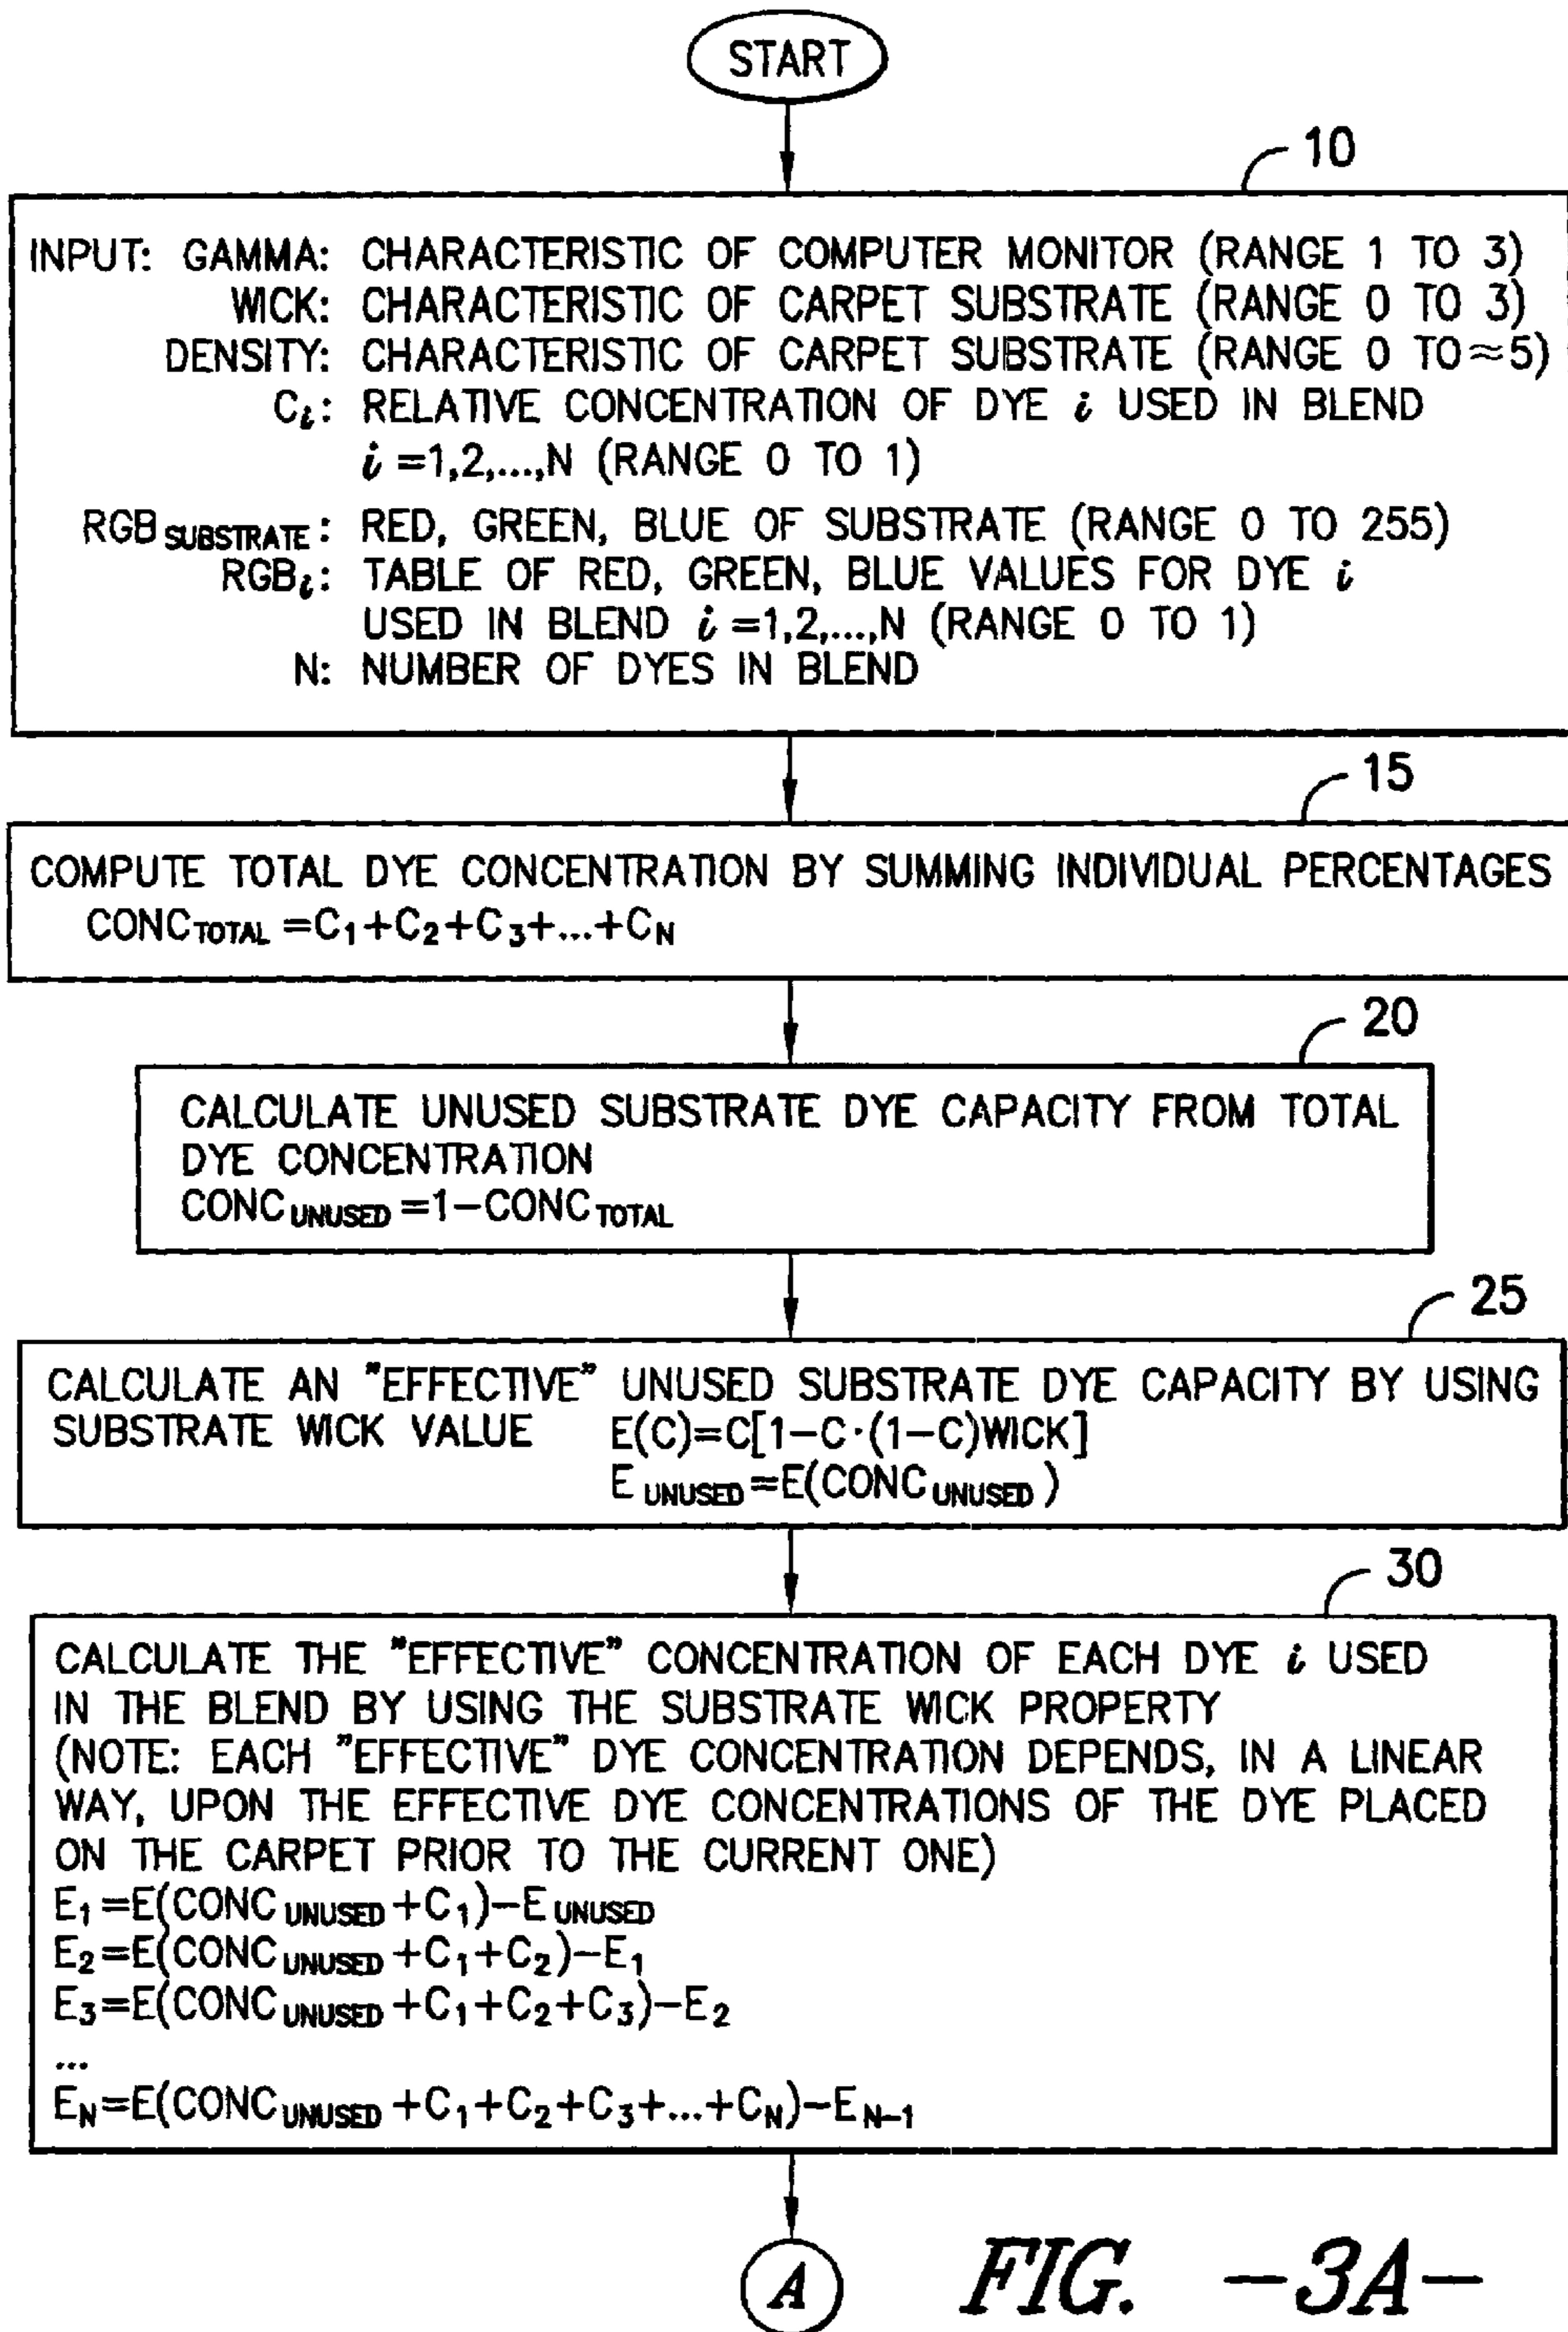 START
10
INPUT: GAMMA: CHARACTERISTIC OF COMPUTER MONITOR (RANGE 1 TO 3)
WICK: CHARACTERISTIC OF CARPET SUBSTRATE (RANGE 0 TO 3)
DENSITY: CHARACTERISTIC OF CARPET SUBSTRATE (RANGE 0 TO≈5)
Cᵢ: RELATIVE CONCENTRATION OF DYE i USED IN BLEND
i =1,2,...,N (RANGE 0 TO 1)
RGB SUBSTRATE: RED, GREEN, BLUE OF SUBSTRATE (RANGE 0 TO 255)
RGBᵢ: TABLE OF RED, GREEN, BLUE VALUES FOR DYE i
USED IN BLEND i =1,2,...,N (RANGE 0 TO 1)
N: NUMBER OF DYES IN BLEND
15
COMPUTE TOTAL DYE CONCENTRATION BY SUMMING INDIVIDUAL PERCENTAGES
CONC TOTAL =C₁+C₂+C₃+...+C_N
20
CALCULATE UNUSED SUBSTRATE DYE CAPACITY FROM TOTAL
DYE CONCENTRATION
CONC UNUSED =1−CONC TOTAL
25
CALCULATE AN "EFFECTIVE" UNUSED SUBSTRATE DYE CAPACITY BY USING
SUBSTRATE WICK VALUE E(C)=C[1−C·(1−C)WICK]
E UNUSED =E(CONC UNUSED )
30
CALCULATE THE "EFFECTIVE" CONCENTRATION OF EACH DYE i USED
IN THE BLEND BY USING THE SUBSTRATE WICK PROPERTY
(NOTE: EACH "EFFECTIVE" DYE CONCENTRATION DEPENDS, IN A LINEAR
WAY, UPON THE EFFECTIVE DYE CONCENTRATIONS OF THE DYE PLACED
ON THE CARPET PRIOR TO THE CURRENT ONE)
E₁=E(CONC UNUSED +C₁)−E UNUSED
E₂=E(CONC UNUSED +C₁+C₂)−E₁
E₃=E(CONC UNUSED +C₁+C₂+C₃)−E₂
...
E_N=E(CONC UNUSED +C₁+C₂+C₃+...+C_N)−E_N−1
A
FIG. −3A−